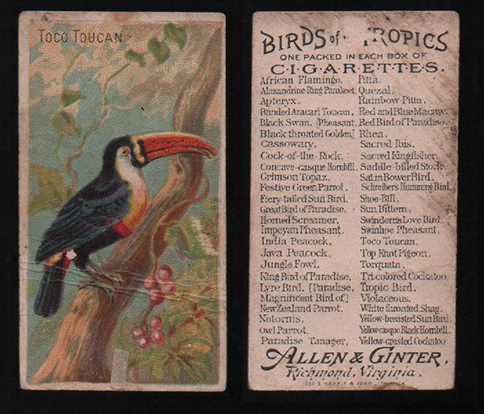 TOCO TOUCAN
BIRDS of TROPICS
ONE PACKED IN EACH BOX OF
C·I·G·A·R·E·T·T·E·S.
African Flamingo. Pitta.
Alexandrine Ring Parrakeet. Quezal.
Apteryx. Rainbow Pitta.
Banded Aracari Toucan. Red and Blue Macaw.
Black Swan. [Pheasant. Red Bird of Paradise.
Black throated Golden] Rhea.
Cassowary. Sacred Ibis.
Cock-of-the-Rock. Sacred Kingfisher.
Concave-casque Hornbill. Saddle-billed Stork.
Crimson Topaz. Satin Bower Bird.
Festive Green Parrot. Schreiber's Humming Bird.
Fiery-tailed Sun Bird. Shoe-Bill.
Great Bird of Paradise. Sun Bittern.
Horned Screamer. Swindern's Love Bird.
Impeyan Pheasant. Swinhoe Pheasant.
India Peacock. Toco Toucan.
Java Peacock. Top Knot Pigeon.
Jungle Fowl. Torquata.
King Bird of Paradise. Tri-colored Cockatoo.
Lyre Bird. [Paradise. Tropic Bird.
Magnificent Bird of] Violaceous.
New Zealand Parrot. White throated Shag.
Notornis. Yellow-breasted Sun Bird.
Owl Parrot. Yellow-casque Black Hornbill.
Paradise Tanager. Yellow-crested Cockatoo.
ALLEN & GINTER,
Richmond, Virginia.